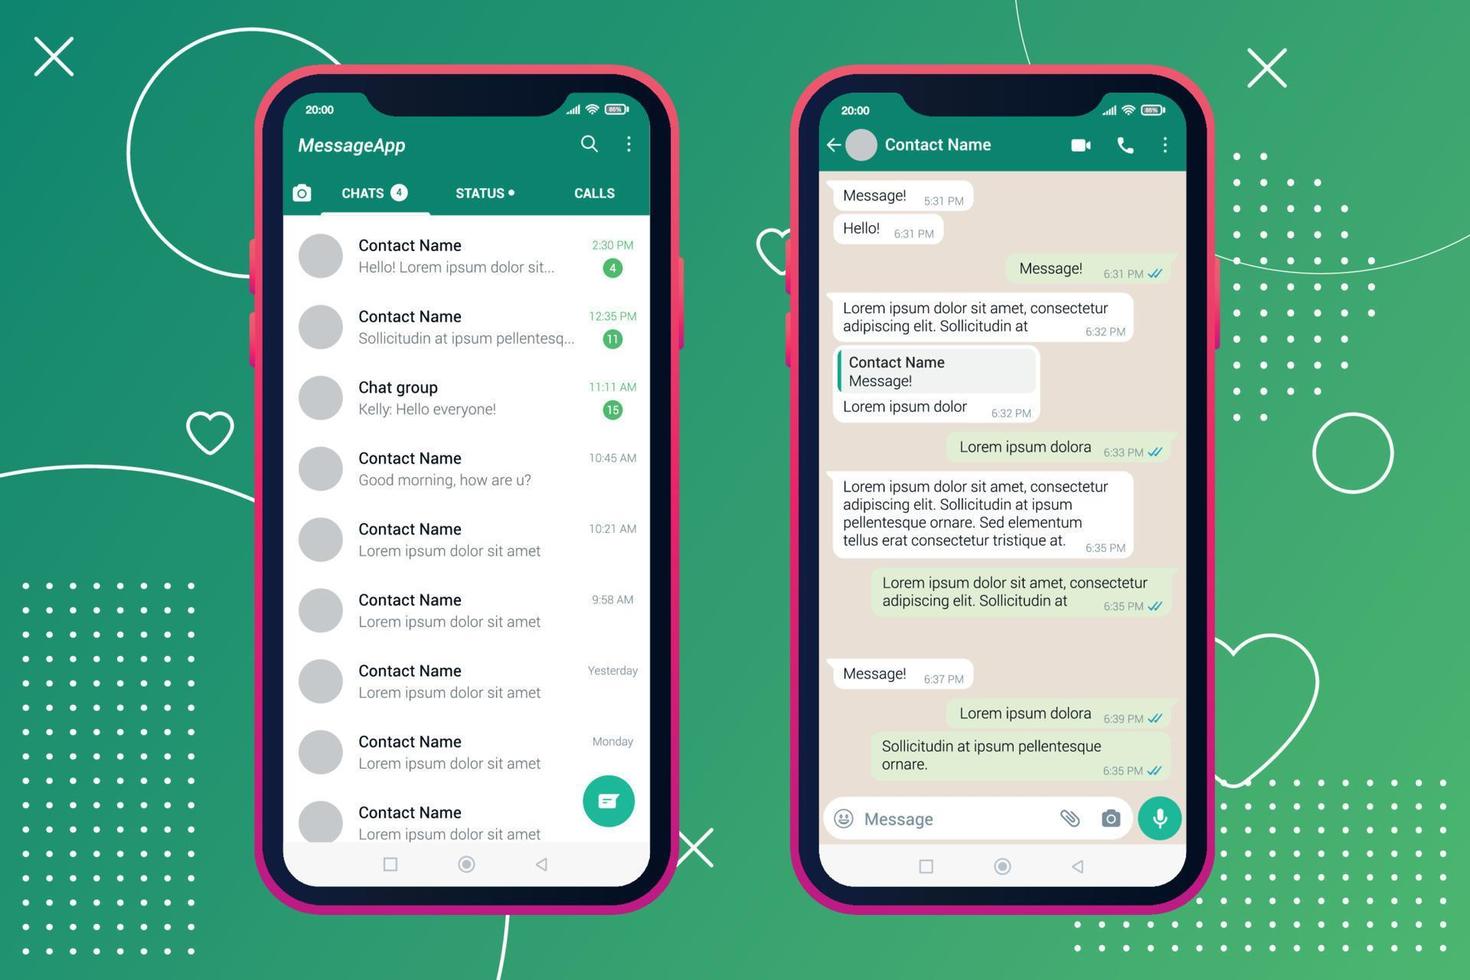 20:00
86%
MessageApp
CHATS 4
STATUS
CALLS
Contact Name 2:30 PM
Hello! Lorem ipsum dolor sit... 4
Contact Name 12:35 PM
Sollicitudin at ipsum pellentesq... 11
Chat group 11:11 AM
Kelly: Hello everyone! 15
Contact Name 10:45 AM
Good morning, how are u?
Contact Name 10:21 AM
Lorem ipsum dolor sit amet
Contact Name 9:58 AM
Lorem ipsum dolor sit amet
Contact Name Yesterday
Lorem ipsum dolor sit amet
Contact Name Monday
Lorem ipsum dolor sit amet
Contact Name
Lorem ipsum dolor sit amet
20:00
86%
Contact Name
Message! 5:31 PM
Hello! 6:31 PM
Message! 6:31 PM
Lorem ipsum dolor sit amet, consectetur
adipiscing elit. Sollicitudin at 6:32 PM
Contact Name
Message!
Lorem ipsum dolor 6:32 PM
Lorem ipsum dolora 6:33 PM
Lorem ipsum dolor sit amet, consectetur
adipiscing elit. Sollicitudin at ipsum
pellentesque ornare. Sed elementum
tellus erat consectetur tristique at. 6:35 PM
Lorem ipsum dolor sit amet, consectetur
adipiscing elit. Sollicitudin at 6:35 PM
Message! 6:37 PM
Lorem ipsum dolora 6:39 PM
Sollicitudin at ipsum pellentesque
ornare. 6:35 PM
Message